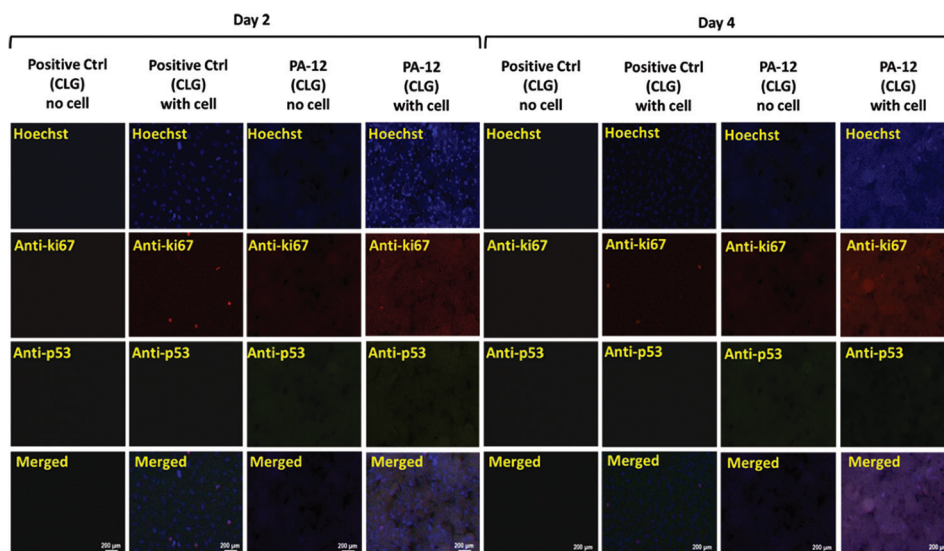 Day 2
Day 4
Positive Ctrl
(CLG)
no cell
Positive Ctrl
(CLG)
with cell
PA-12
(CLG)
no cell
PA-12
(CLG)
with cell
Positive Ctrl
(CLG)
no cell
Positive Ctrl
(CLG)
with cell
PA-12
(CLG)
no cell
PA-12
(CLG)
with cell
Hoechst Hoechst Hoechst Hoechst Hoechst Hoechst Hoechst Hoechst
Anti-ki67 Anti-ki67 Anti-ki67 Anti-ki67 Anti-ki67 Anti-ki67 Anti-ki67 Anti-ki67
Anti-p53 Anti-p53 Anti-p53 Anti-p53 Anti-p53 Anti-p53 Anti-p53 Anti-p53
Merged Merged Merged Merged Merged Merged Merged Merged
200 μm 200 μm 200 μm 200 μm 200 μm 200 μm 200 μm 200 μm